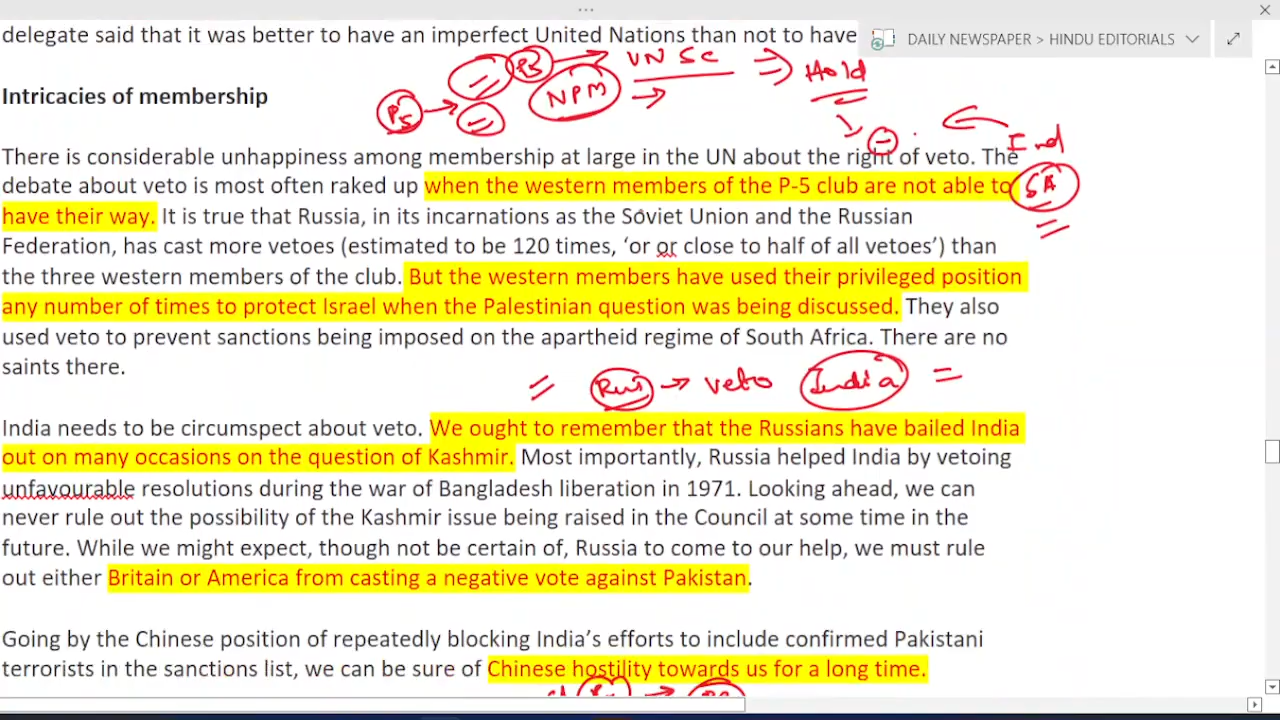 delegate said that it was better to have an imperfect United Nations than not to have
DAILY NEWSPAPER > HINDU EDITORIALS
P5 UN SC
Hold
Intricacies of membership
P5
NPM
Ind
There is considerable unhappiness among membership at large in the UN about the right of veto. The
debate about veto is most often raked up when the western members of the P-5 club are not able to
SA
have their way. It is true that Russia, in its incarnations as the Soviet Union and the Russian
Federation, has cast more vetoes (estimated to be 120 times, ‘or or close to half of all vetoes’) than
the three western members of the club. But the western members have used their privileged position
any number of times to protect Israel when the Palestinian question was being discussed. They also
used veto to prevent sanctions being imposed on the apartheid regime of South Africa. There are no
saints there.
Rus → veto India =
India needs to be circumspect about veto. We ought to remember that the Russians have bailed India
out on many occasions on the question of Kashmir. Most importantly, Russia helped India by vetoing
unfavourable resolutions during the war of Bangladesh liberation in 1971. Looking ahead, we can
never rule out the possibility of the Kashmir issue being raised in the Council at some time in the
future. While we might expect, though not be certain of, Russia to come to our help, we must rule
out either Britain or America from casting a negative vote against Pakistan.
Going by the Chinese position of repeatedly blocking India’s efforts to include confirmed Pakistani
terrorists in the sanctions list, we can be sure of Chinese hostility towards us for a long time.